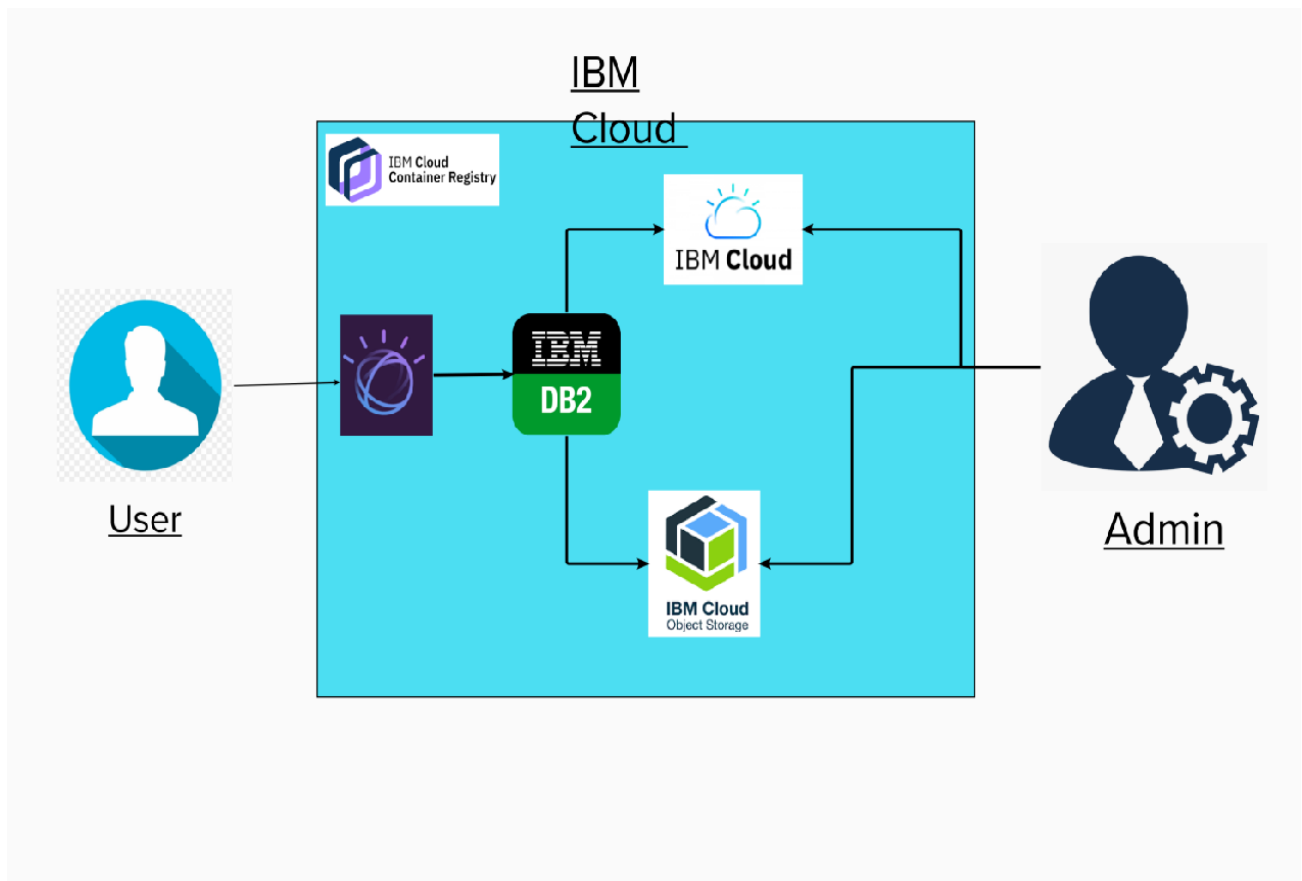 IBM
Cloud
IBM Cloud
Container Registry
IBM Cloud
IBM
DB2
User
Admin
IBM Cloud
Object Storage